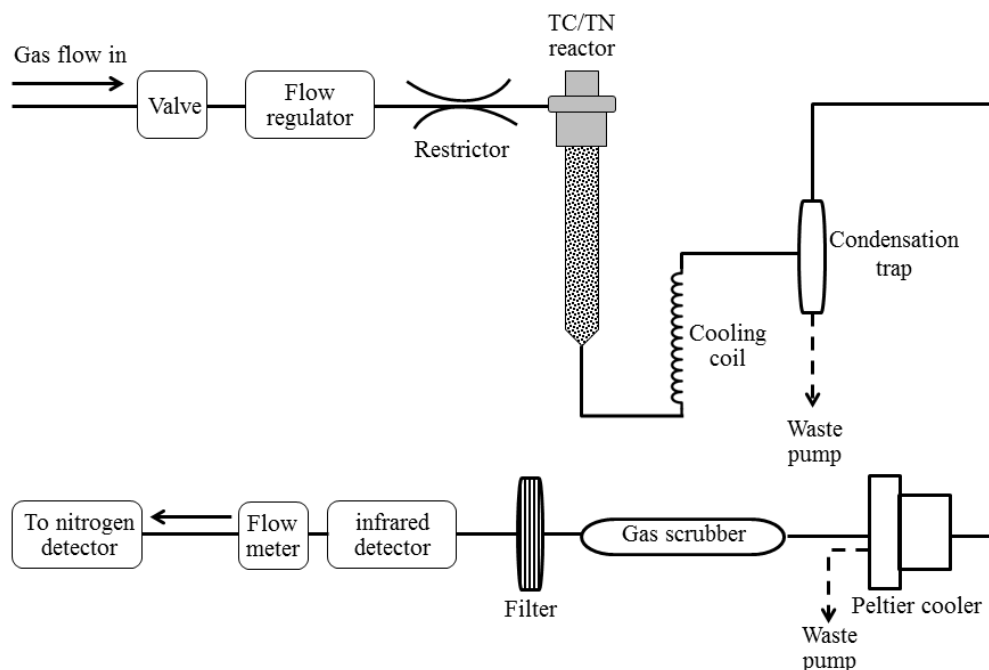 TC/TN
reactor
Gas flow in
Valve
Flow
regulator
Restrictor
Condensation
trap
Cooling
coil
Waste
pump
To nitrogen
detector
Flow
meter
infrared
detector
Filter
Gas scrubber
Waste
pump
Peltier cooler